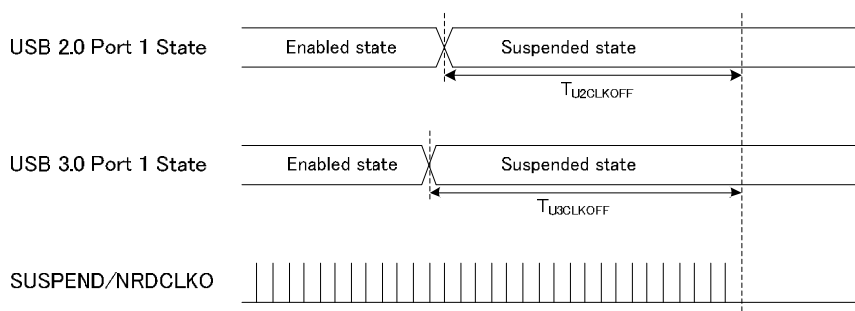 USB 2.0 Port 1 State
Enabled state
Suspended state
TU2CLKOFF
USB 3.0 Port 1 State
Enabled state
Suspended state
TU3CLKOFF
SUSPEND/NRDCLKO